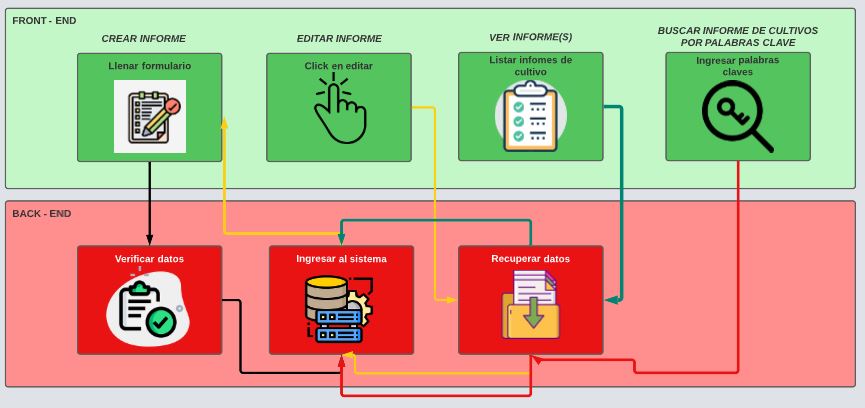 FRONT - END
CREAR INFORME
EDITAR INFORME
VER INFORME(S)
BUSCAR INFORME DE CULTIVOS
POR PALABRAS CLAVE
Llenar formulario
Click en editar
Listar infomes de
cultivo
Ingresar palabras
claves
BACK - END
Verificar datos
Ingresar al sistema
Recuperar datos